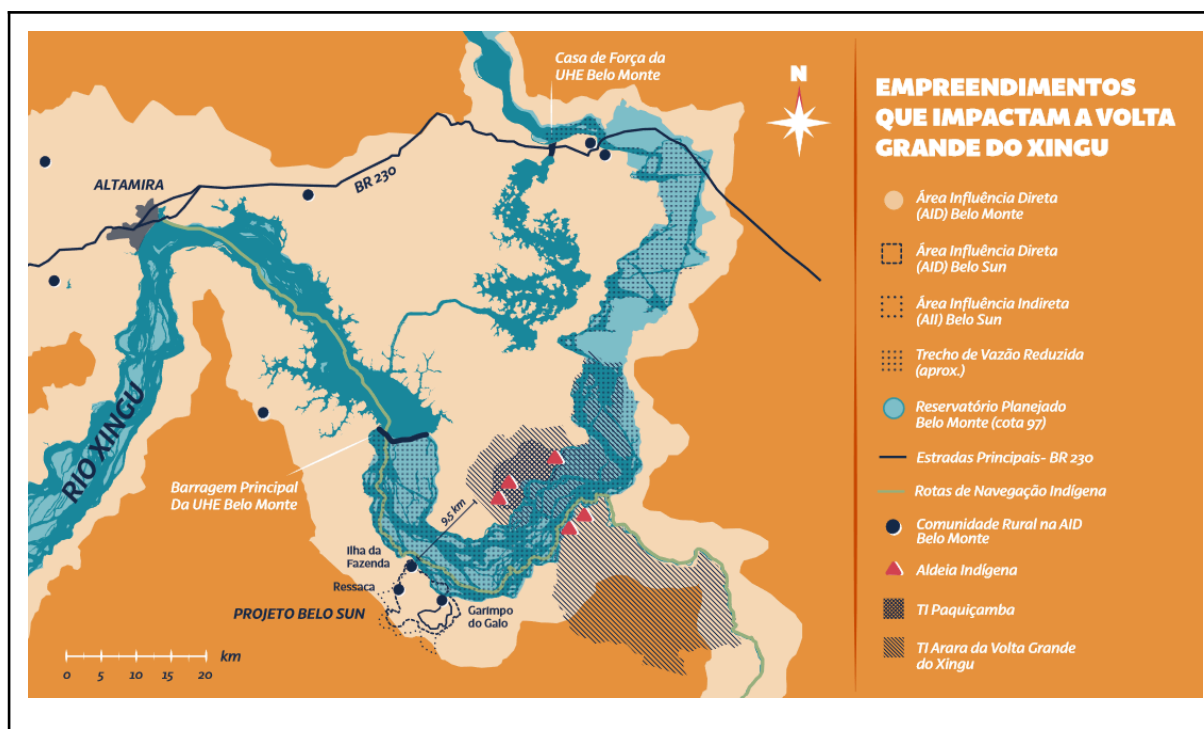 Casa de Força da
UHE Belo Monte
N
ALTAMIRA
BR 230
RIO XINGU
Barragem Principal
Da UHE Belo Monte
9.5 km
Ilha da
Fazenda
Ressaca
PROJETO BELO SUN
Garimpo
do Galo
km
0 5 10 15 20
EMPREENDIMENTOS
QUE IMPACTAM A VOLTA
GRANDE DO XINGU
Área Influência Direta
(AID) Belo Monte
Área Influência Direta
(AID) Belo Sun
Área Influência Indireta
(AII) Belo Sun
Trecho de Vazão Reduzida
(aprox.)
Reservatório Planejado
Belo Monte (cota 97)
Estradas Principais- BR 230
Rotas de Navegação Indígena
Comunidade Rural na AID
Belo Monte
Aldeia Indígena
TI Paquiçamba
TI Arara da Volta Grande
do Xingu